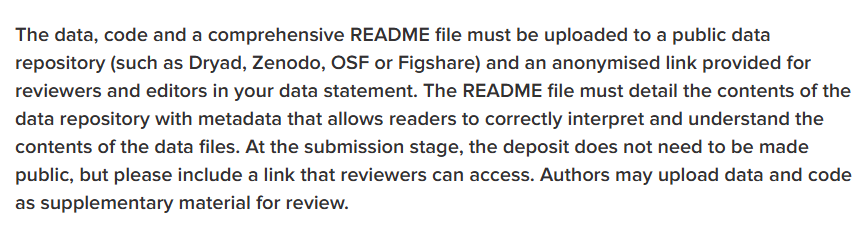 The data, code and a comprehensive README file must be uploaded to a public data
repository (such as Dryad, Zenodo, OSF or Figshare) and an anonymised link provided for
reviewers and editors in your data statement. The README file must detail the contents of the
data repository with metadata that allows readers to correctly interpret and understand the
contents of the data files. At the submission stage, the deposit does not need to be made
public, but please include a link that reviewers can access. Authors may upload data and code
as supplementary material for review.